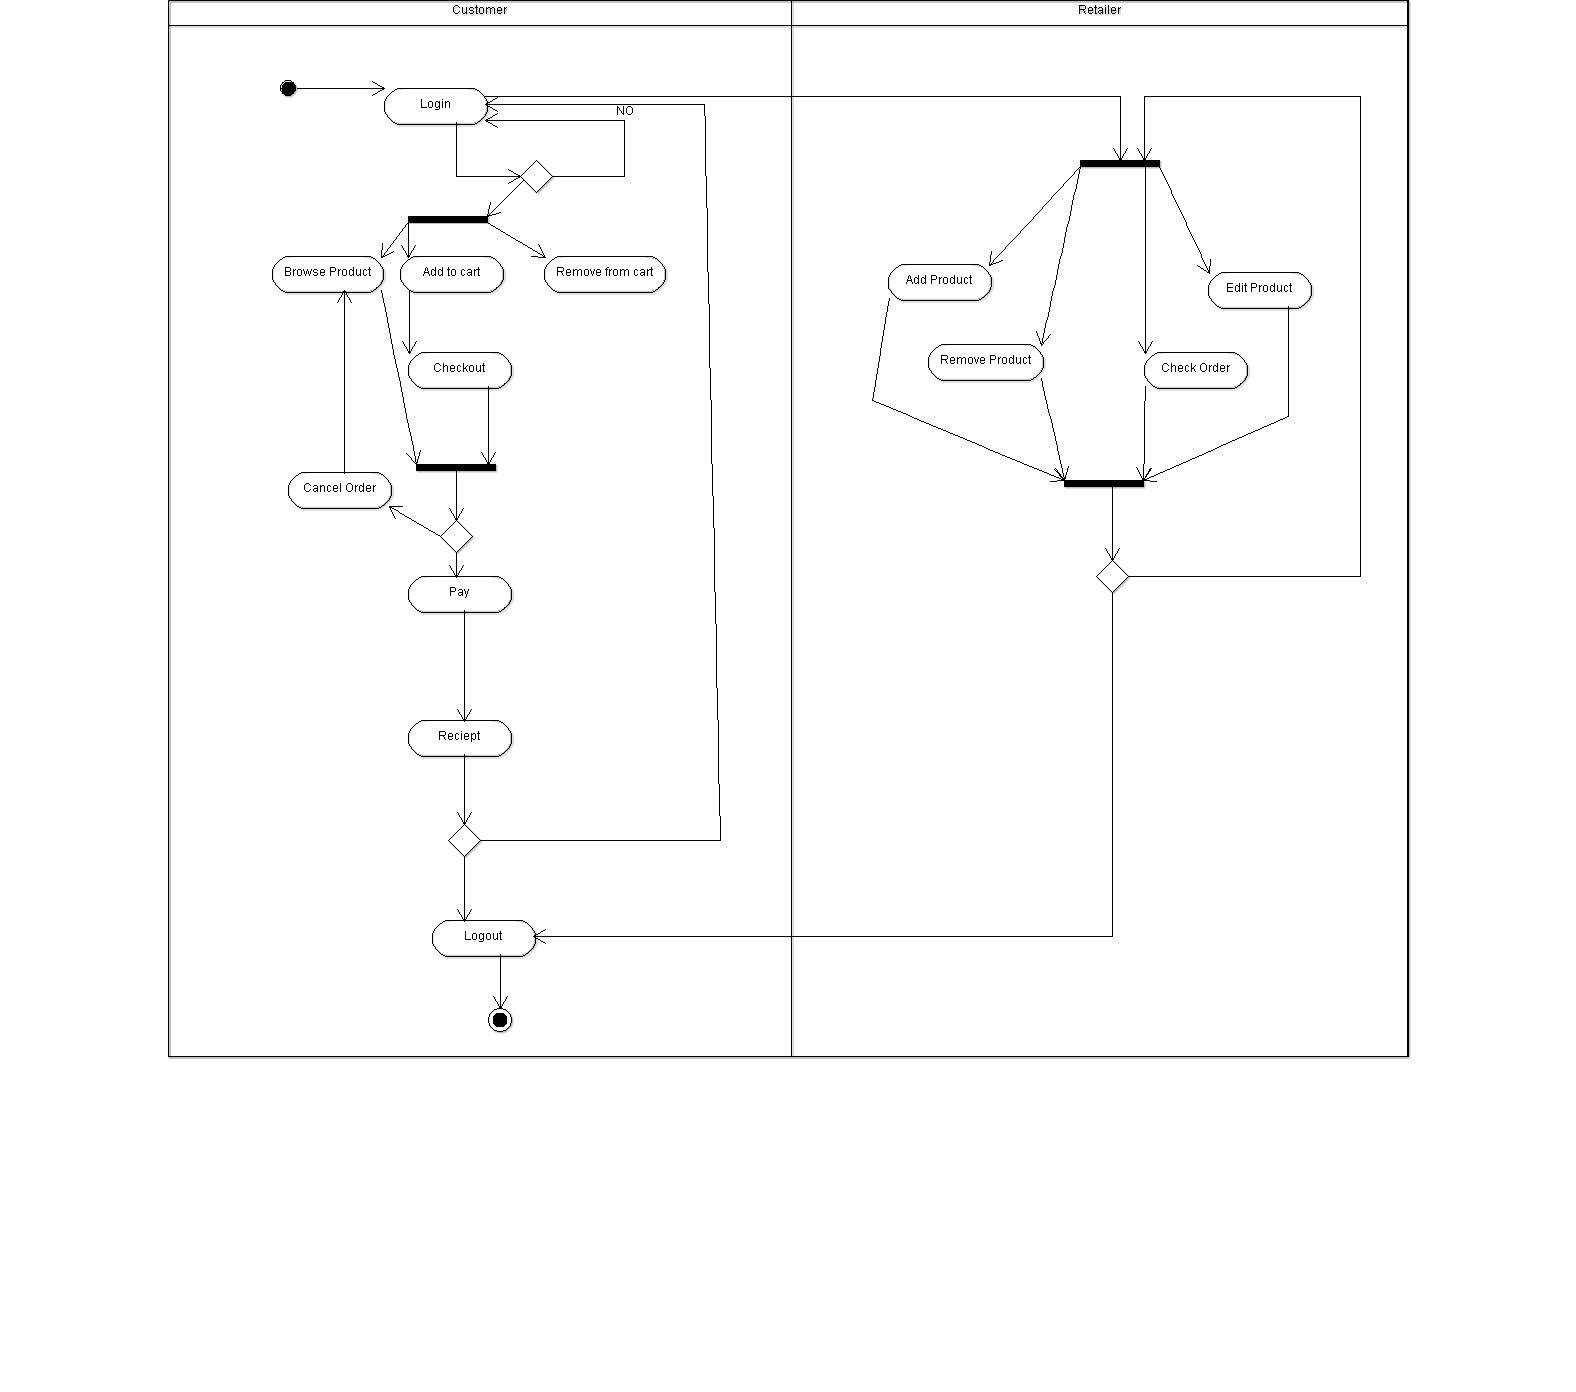 Customer
Retailer
Login
NO
Browse Product
Add to cart
Remove from cart
Add Product
Edit Product
Checkout
Remove Product
Check Order
Cancel Order
Pay
Reciept
Logout